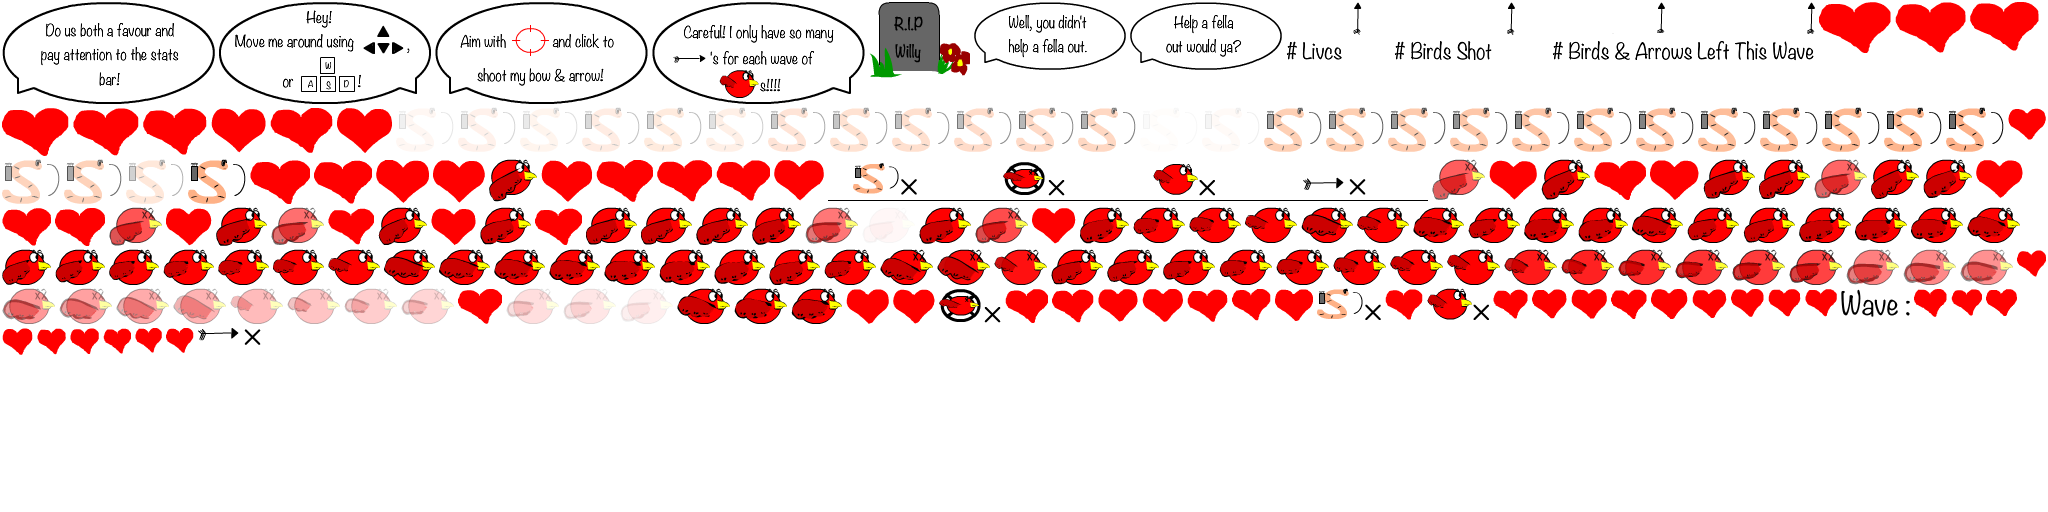 Do us both a favour and
pay attention to the stats
bar!
Hey!
Move me around using ,
W
or A S D !
Aim with and click to
shoot my bow & arrow!
Careful! I only have so many
's for each wave of
s!!!!
R.I.P
Willy
Well, you didn't
help a fella out.
Help a fella
out would ya?
# Lives
# Birds Shot
# Birds & Arrows Left This Wave
Wave :